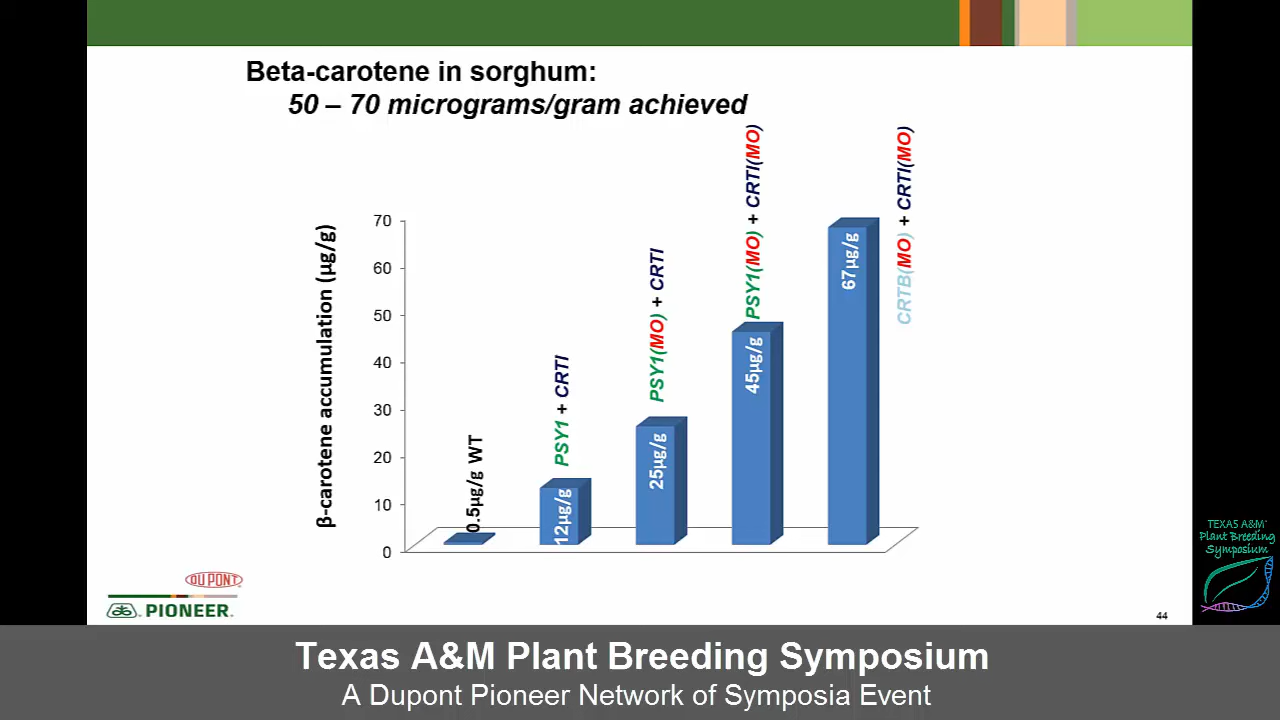 Beta-carotene in sorghum:
50 – 70 micrograms/gram achieved
β-carotene accumulation (µg/g)
70
60
50
40
30
20
10
0
0.5µg/g WT
12µg/g
PSY1 + CRTI
25µg/g
PSY1(MO) + CRTI
45µg/g
PSY1(MO) + CRTI(MO)
67µg/g
CRTB(MO) + CRTI(MO)
DUPONT
PIONEER
44
TEXAS A&M
Plant Breeding
Symposium
Texas A&M Plant Breeding Symposium
A Dupont Pioneer Network of Symposia Event